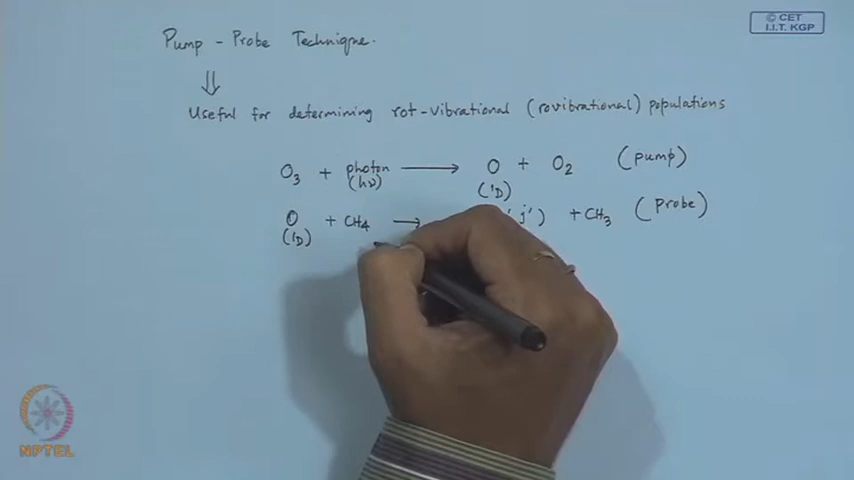 © CET
I.I.T. KGP
Pump - Probe Technique.
⇓
Useful for determining rot-vibrational (rovibrational) populations
O₃ + photon ⟶ O + O₂ (pump)
(hν) (¹D)
O + CH₄ ⟶ ' j') + CH₃ (Probe)
(¹D)
NPTEL